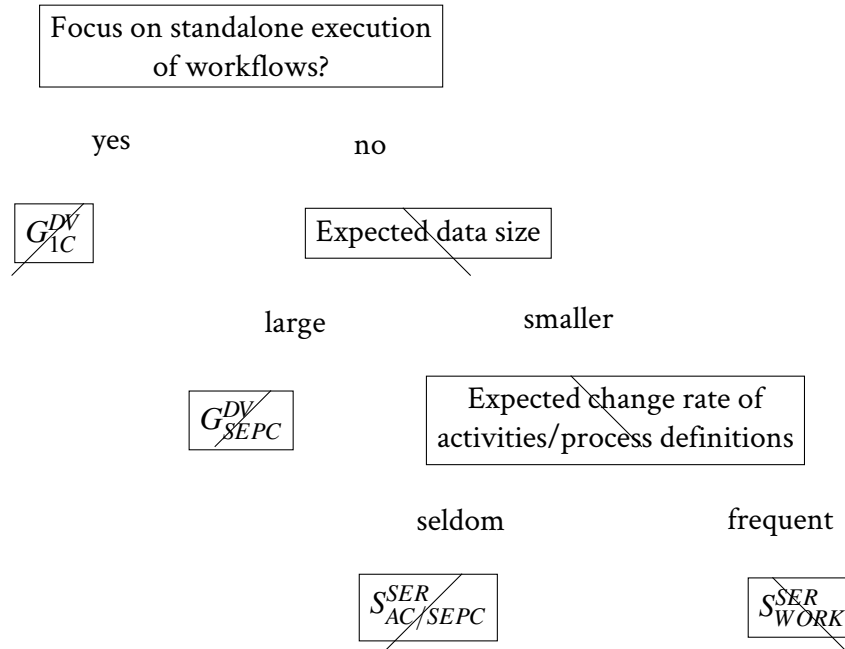 Focus on standalone execution
of workflows?
yes
no
G^{DV}_{1C}
Expected data size
large
smaller
G^{DV}_{SEPC}
Expected change rate of
activities/process definitions
seldom
frequent
S^{SER}_{AC/SEPC}
S^{SER}_{WORK}